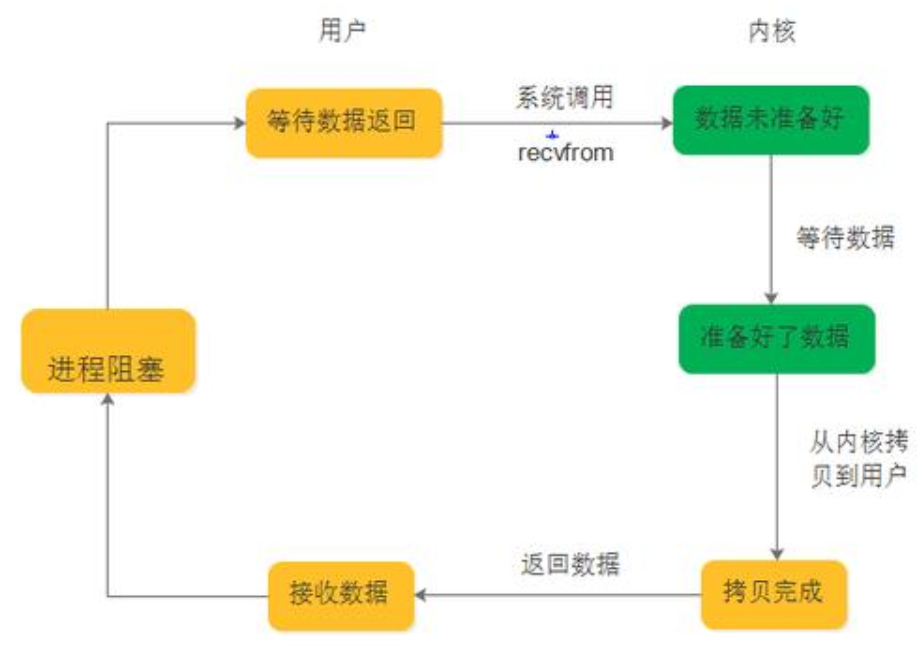 用户
内核
等待数据返回
系统调用
recvfrom
数据未准备好
等待数据
进程阻塞
准备好了数据
从内核拷
贝到用户
接收数据
返回数据
拷贝完成